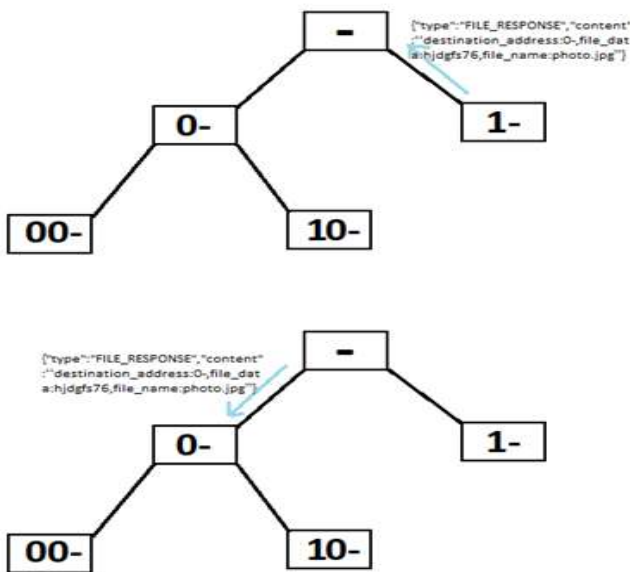 -
{"type":"FILE_RESPONSE","content"
:"destination_address:0-,file_dat
a:hjdgfs76,file_name:photo.jpg"}
0-
1-
00-
10-
-
{"type":"FILE_RESPONSE","content"
:"destination_address:0-,file_dat
a:hjdgfs76,file_name:photo.jpg"}
0-
1-
00-
10-